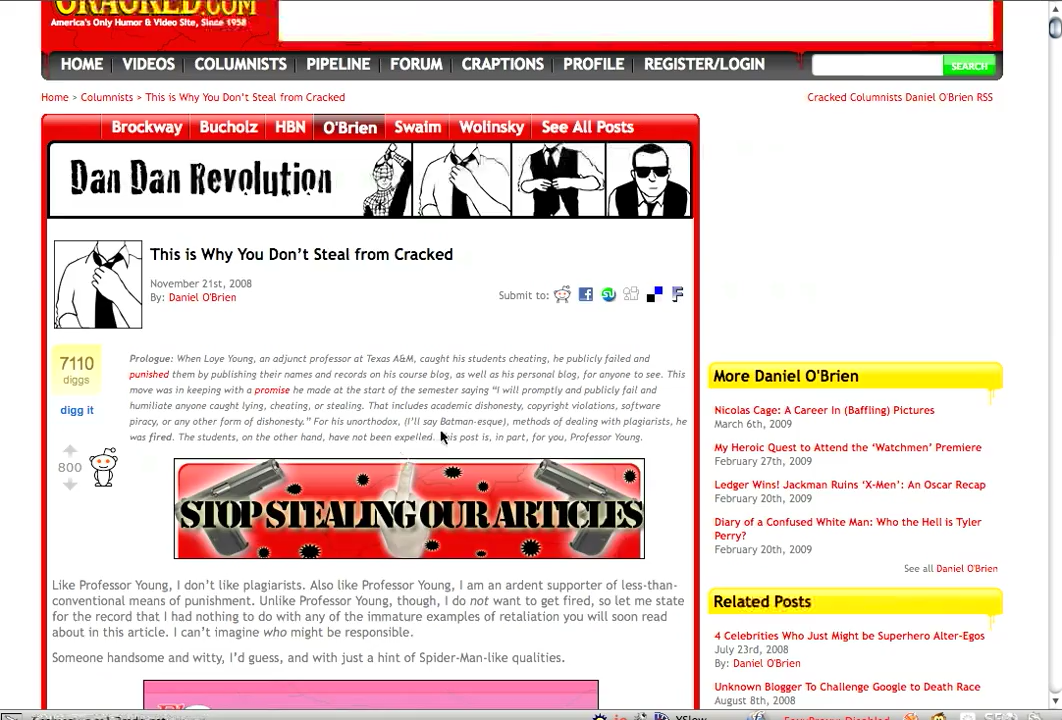 CRACKED.COM
America's Only Humor & Video Site, Since 1958
HOME VIDEOS COLUMNISTS PIPELINE FORUM CRAPTIONS PROFILE REGISTER/LOGIN SEARCH
Home > Columnists > This is Why You Don't Steal from Cracked
Cracked Columnists Daniel O'Brien RSS
Brockway Bucholz HBN O'Brien Swaim Wolinsky See All Posts
Dan Dan Revolution
This is Why You Don't Steal from Cracked
November 21st, 2008
By: Daniel O'Brien
Submit to:
7110
diggs
digg it
800
Prologue: When Loye Young, an adjunct professor at Texas A&M, caught his students cheating, he publicly failed and
punished them by publishing their names and records on his course blog, as well as his personal blog, for anyone to see. This
move was in keeping with a promise he made at the start of the semester saying "I will promptly and publicly fail and
humiliate anyone caught lying, cheating, or stealing. That includes academic dishonesty, copyright violations, software
piracy, or any other form of dishonesty." For his unorthodox, (I'll say Batman-esque), methods of dealing with plagiarists, he
was fired. The students, on the other hand, have not been expelled. This post is, in part, for you, Professor Young.
STOP STEALING OUR ARTICLES
Like Professor Young, I don't like plagiarists. Also like Professor Young, I am an ardent supporter of less-than-
conventional means of punishment. Unlike Professor Young, though, I do not want to get fired, so let me state
for the record that I had nothing to do with any of the immature examples of retaliation you will soon read
about in this article. I can't imagine who might be responsible.
Someone handsome and witty, I'd guess, and with just a hint of Spider-Man-like qualities.
More Daniel O'Brien
Nicolas Cage: A Career In (Baffling) Pictures
March 6th, 2009
My Heroic Quest to Attend the 'Watchmen' Premiere
February 27th, 2009
Ledger Wins! Jackman Ruins 'X-Men': An Oscar Recap
February 20th, 2009
Diary of a Confused White Man: Who the Hell is Tyler
Perry?
February 20th, 2009
See all Daniel O'Brien
Related Posts
4 Celebrities Who Just Might be Superhero Alter-Egos
July 23rd, 2008
By: Daniel O'Brien
Unknown Blogger To Challenge Google to Death Race
August 8th, 2008
YSlow
FoxyProxy: Disabled